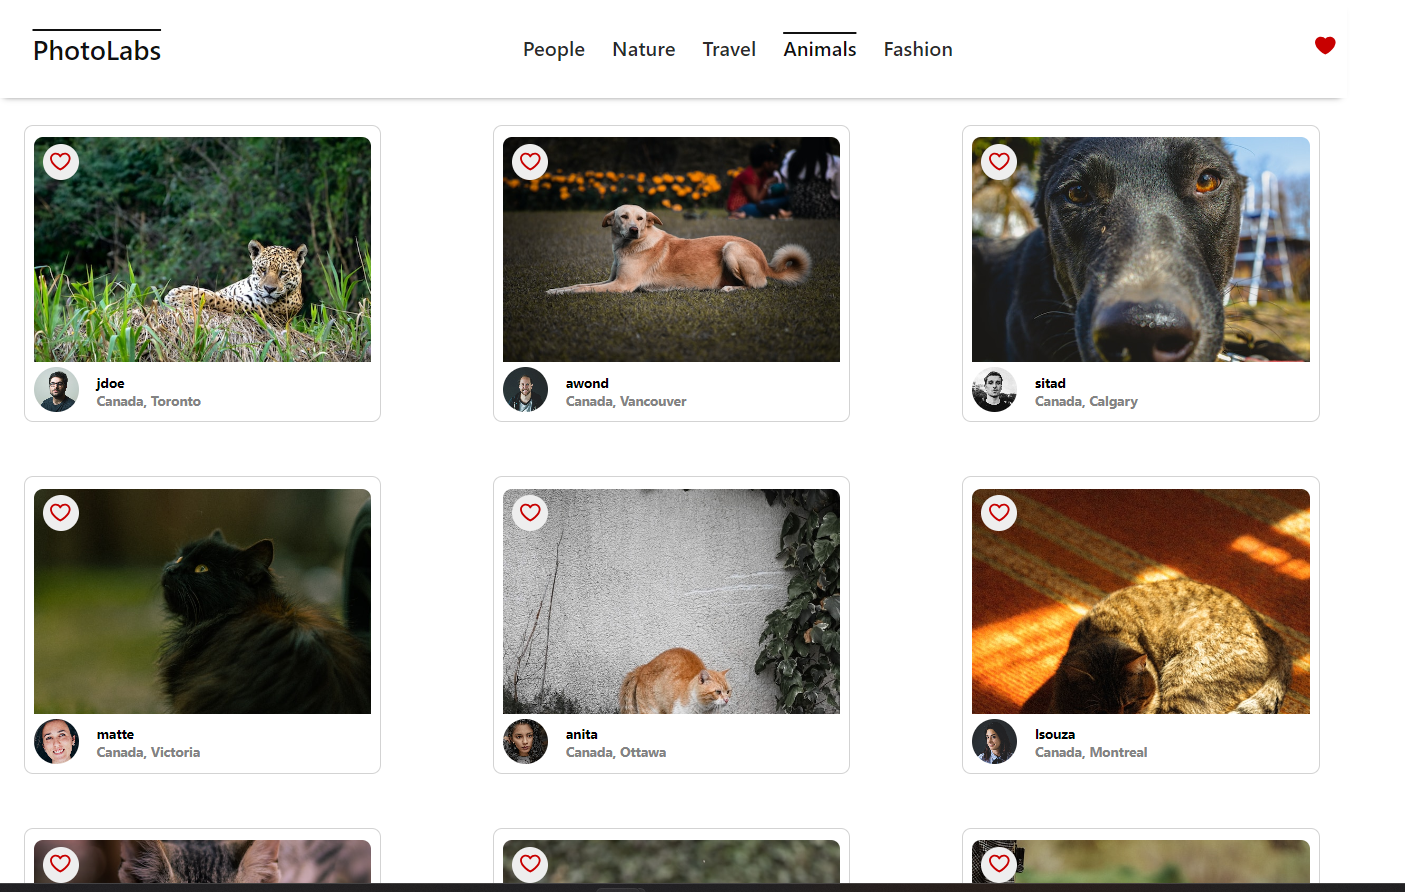 PhotoLabs
People Nature Travel Animals Fashion
jdoe
Canada, Toronto
awond
Canada, Vancouver
sitad
Canada, Calgary
matte
Canada, Victoria
anita
Canada, Ottawa
lsouza
Canada, Montreal